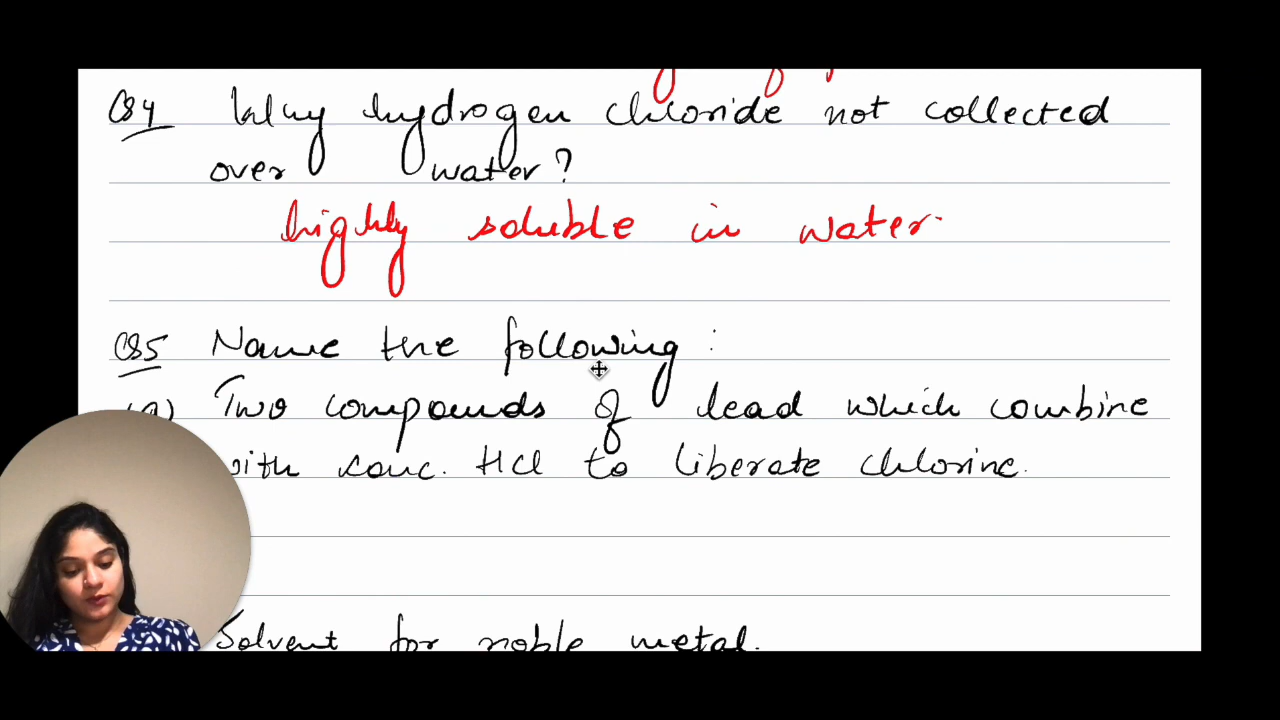 Q4 Why hydrogen chloride not collected
over water?
highly soluble in water.
Q5 Name the following :
(a) Two compounds of lead which combine
with conc. HCl to liberate chlorine.
Solvent for noble metal.